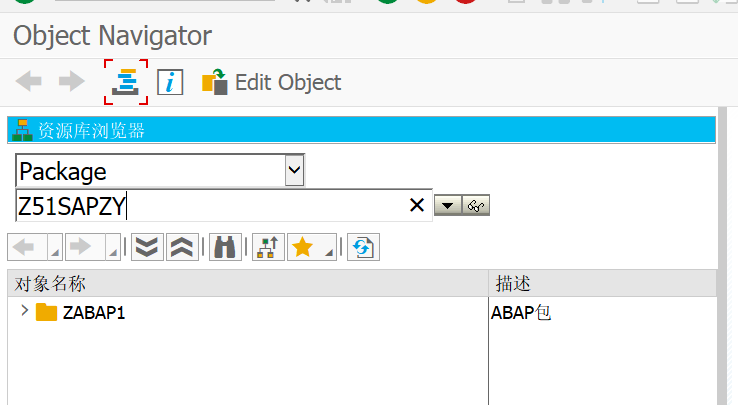 Object Navigator
Edit Object
资源库浏览器
Package
Z51SAPZY
对象名称 描述
ZABAP1 ABAP包